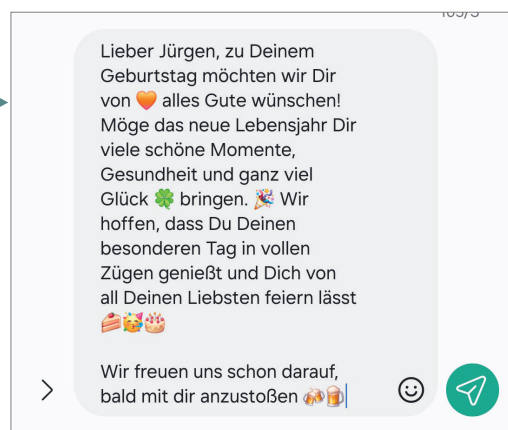 105/3
Lieber Jürgen, zu Deinem
Geburtstag möchten wir Dir
von 🧡 alles Gute wünschen!
Möge das neue Lebensjahr Dir
viele schöne Momente,
Gesundheit und ganz viel
Glück 🍀 bringen. 🎉 Wir
hoffen, dass Du Deinen
besonderen Tag in vollen
Zügen genießt und Dich von
all Deinen Liebsten feiern lässt
🍰🥳🎂
Wir freuen uns schon darauf,
bald mit dir anzustoßen 🍻🍺